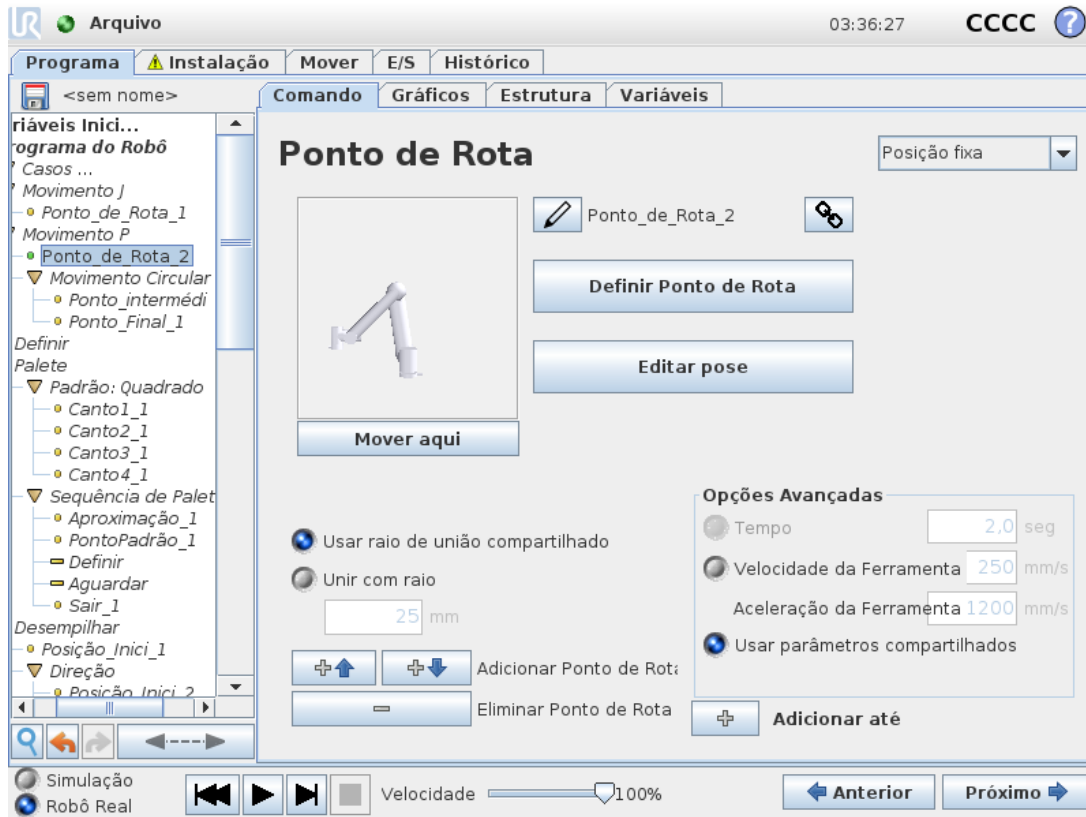 Arquivo
03:36:27
CCCC
?
Programa
Instalação
Mover
E/S
Histórico
<sem nome>
Comando
Gráficos
Estrutura
Variáveis
riáveis Inici...
rograma do Robô
Casos ...
Movimento J
Ponto_de_Rota_1
Movimento P
Ponto_de_Rota_2
Movimento Circular
Ponto_intermédi
Ponto_Final_1
Definir
Palete
Padrão: Quadrado
Canto1_1
Canto2_1
Canto3_1
Canto4_1
Sequência de Palet
Aproximação_1
PontoPadrão_1
Definir
Aguardar
Sair_1
Desempilhar
Posição_Inici_1
Direção
Posição_Inici_2
Ponto de Rota
Posição fixa
Ponto_de_Rota_2
Definir Ponto de Rota
Editar pose
Mover aqui
Usar raio de união compartilhado
Unir com raio
25 mm
Adicionar Ponto de Rota
Eliminar Ponto de Rota
Opções Avançadas
Tempo 2,0 seg
Velocidade da Ferramenta 250 mm/s
Aceleração da Ferramenta 1200 mm/s
Usar parâmetros compartilhados
Adicionar até
Simulação
Robô Real
Velocidade 100%
Anterior
Próximo